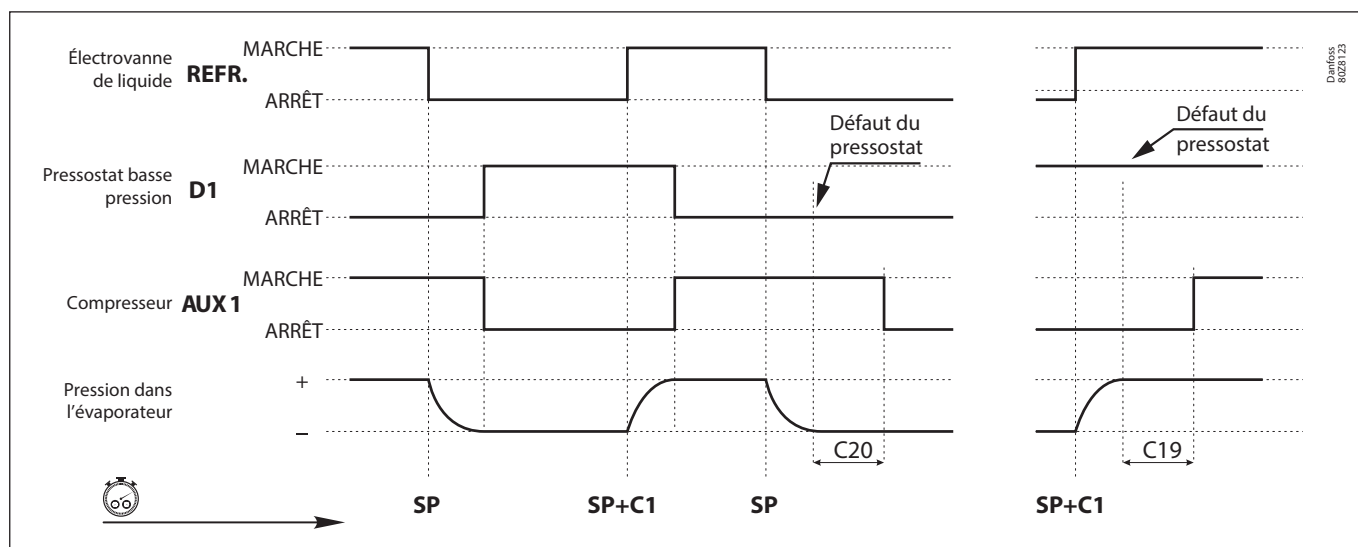 Électrovanne
de liquide REFR.
MARCHE
ARRÊT
Danfoss
80Z8123
Défaut du
pressostat
Défaut du
pressostat
Pressostat basse
pression D1
MARCHE
ARRÊT
Compresseur AUX 1
MARCHE
ARRÊT
Pression dans
l'évaporateur
+
–
C20
C19
SP
SP+C1
SP
SP+C1